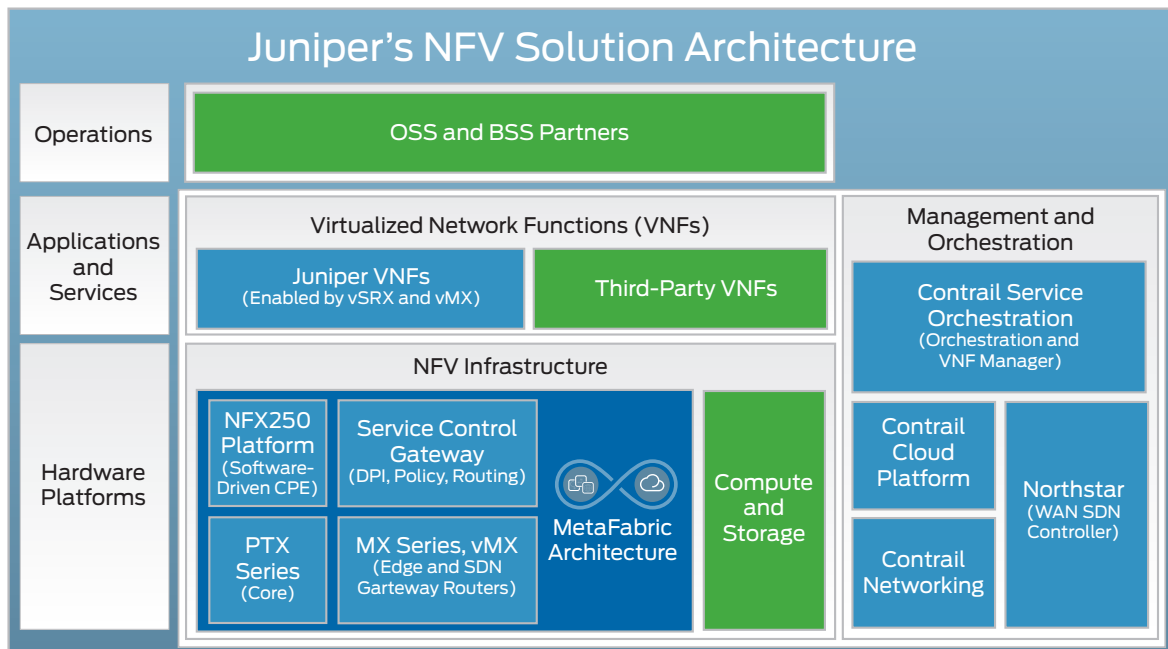 Juniper's NFV Solution Architecture
Operations
OSS and BSS Partners
Applications
and
Services
Virtualized Network Functions (VNFs)
Juniper VNFs
(Enabled by vSRX and vMX)
Third-Party VNFs
Management and
Orchestration
Contrail Service
Orchestration
(Orchestration and
VNF Manager)
Hardware
Platforms
NFV Infrastructure
NFX250
Platform
(Software-
Driven CPE)
Service Control
Gateway
(DPI, Policy, Routing)
PTX
Series
(Core)
MX Series, vMX
(Edge and SDN
Garteway Routers)
MetaFabric
Architecture
Compute
and
Storage
Contrail
Cloud
Platform
Contrail
Networking
Northstar
(WAN SDN
Controller)